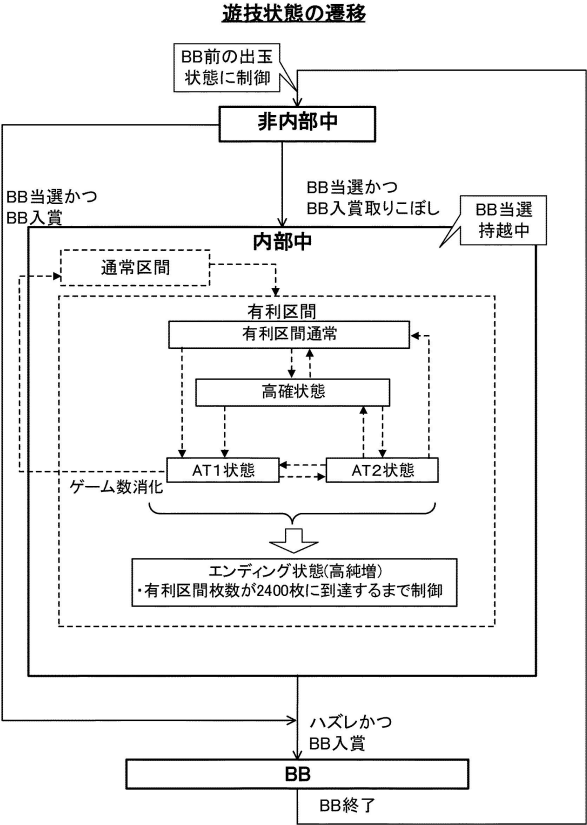 遊技状態の遷移
BB前の出玉
状態に制御
非内部中
BB当選かつ
BB入賞
BB当選かつ
BB入賞取りこぼし
BB当選
持越中
内部中
通常区間
有利区間
有利区間通常
高確状態
AT1状態
AT2状態
ゲーム数消化
エンディング状態(高純増)
・有利区間枚数が2400枚に到達するまで制御
ハズレかつ
BB入賞
BB
BB終了